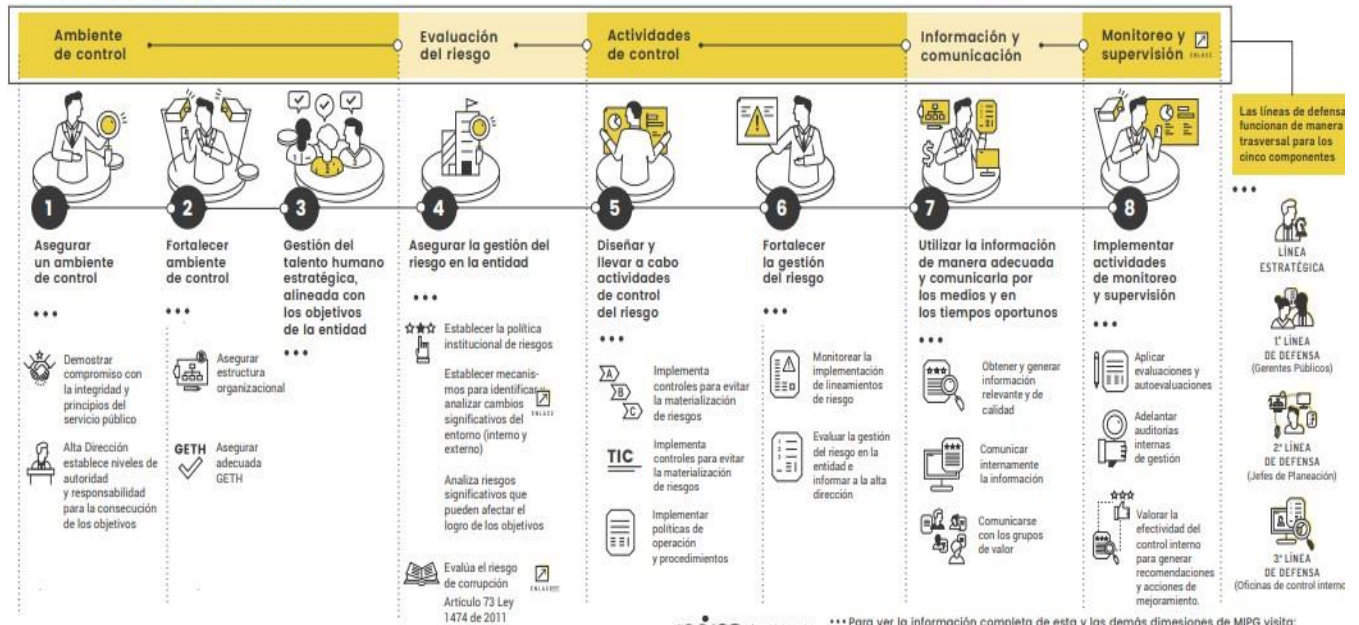 Ambiente
de control
Evaluación
del riesgo
Actividades
de control
Información y
comunicación
Monitoreo y
supervisión
ENLACE
Las líneas de defensa
funcionan de manera
trasversal para los
cinco componentes
1
Asegurar
un ambiente
de control
Demostrar
compromiso con
la integridad y
principios del
servicio público
Alta Dirección
establece niveles de
autoridad
y responsabilidad
para la consecución
de los objetivos
2
Fortalecer
ambiente
de control
Asegurar
estructura
organizacional
GETH
Asegurar
adecuada
GETH
3
Gestión del
talento humano
estratégica,
alineada con
los objetivos
de la entidad
4
Asegurar la gestión del
riesgo en la entidad
Establecer la política
institucional de riesgos
Establecer mecanis-
mos para identificar y
analizar cambios
significativos del
entorno (interno y
externo)
ENLACE
Analiza riesgos
significativos que
pueden afectar el
logro de los objetivos
Evalúa el riesgo
de corrupción
Artículo 73 Ley
1474 de 2011
ENLACE
5
Diseñar y
llevar a cabo
actividades
de control
del riesgo
A
B
C
Implementa
controles para evitar
la materialización
de riesgos
TIC
Implementa
controles para evitar
la materialización
de riesgos
Implementar
políticas de
operación
y procedimientos
6
Fortalecer
la gestión
del riesgo
Monitorear la
implementación
de lineamientos
de riesgo
Evaluar la gestión
del riesgo en la
entidad e
informar a la alta
dirección
7
Utilizar la información
de manera adecuada
y comunicarla por
los medios y en
los tiempos oportunos
Obtener y generar
información
relevante y de
calidad
Comunicar
internamente
la información
Comunicarse
con los grupos
de valor
8
Implementar
actividades
de monitoreo
y supervisión
Aplicar
evaluaciones y
autoevaluaciones
Adelantar
auditorías
internas
de gestión
Valorar la
efectividad del
control interno
para generar
recomendaciones
y acciones de
mejoramiento.
LÍNEA
ESTRATÉGICA
1° LÍNEA
DE DEFENSA
(Gerentes Públicos)
2° LÍNEA
DE DEFENSA
(Jefes de Planeación)
3° LÍNEA
DE DEFENSA
(Oficinas de control interno)
••• Para ver la información completa de esta y las demás dimesiones de MIPG visita: